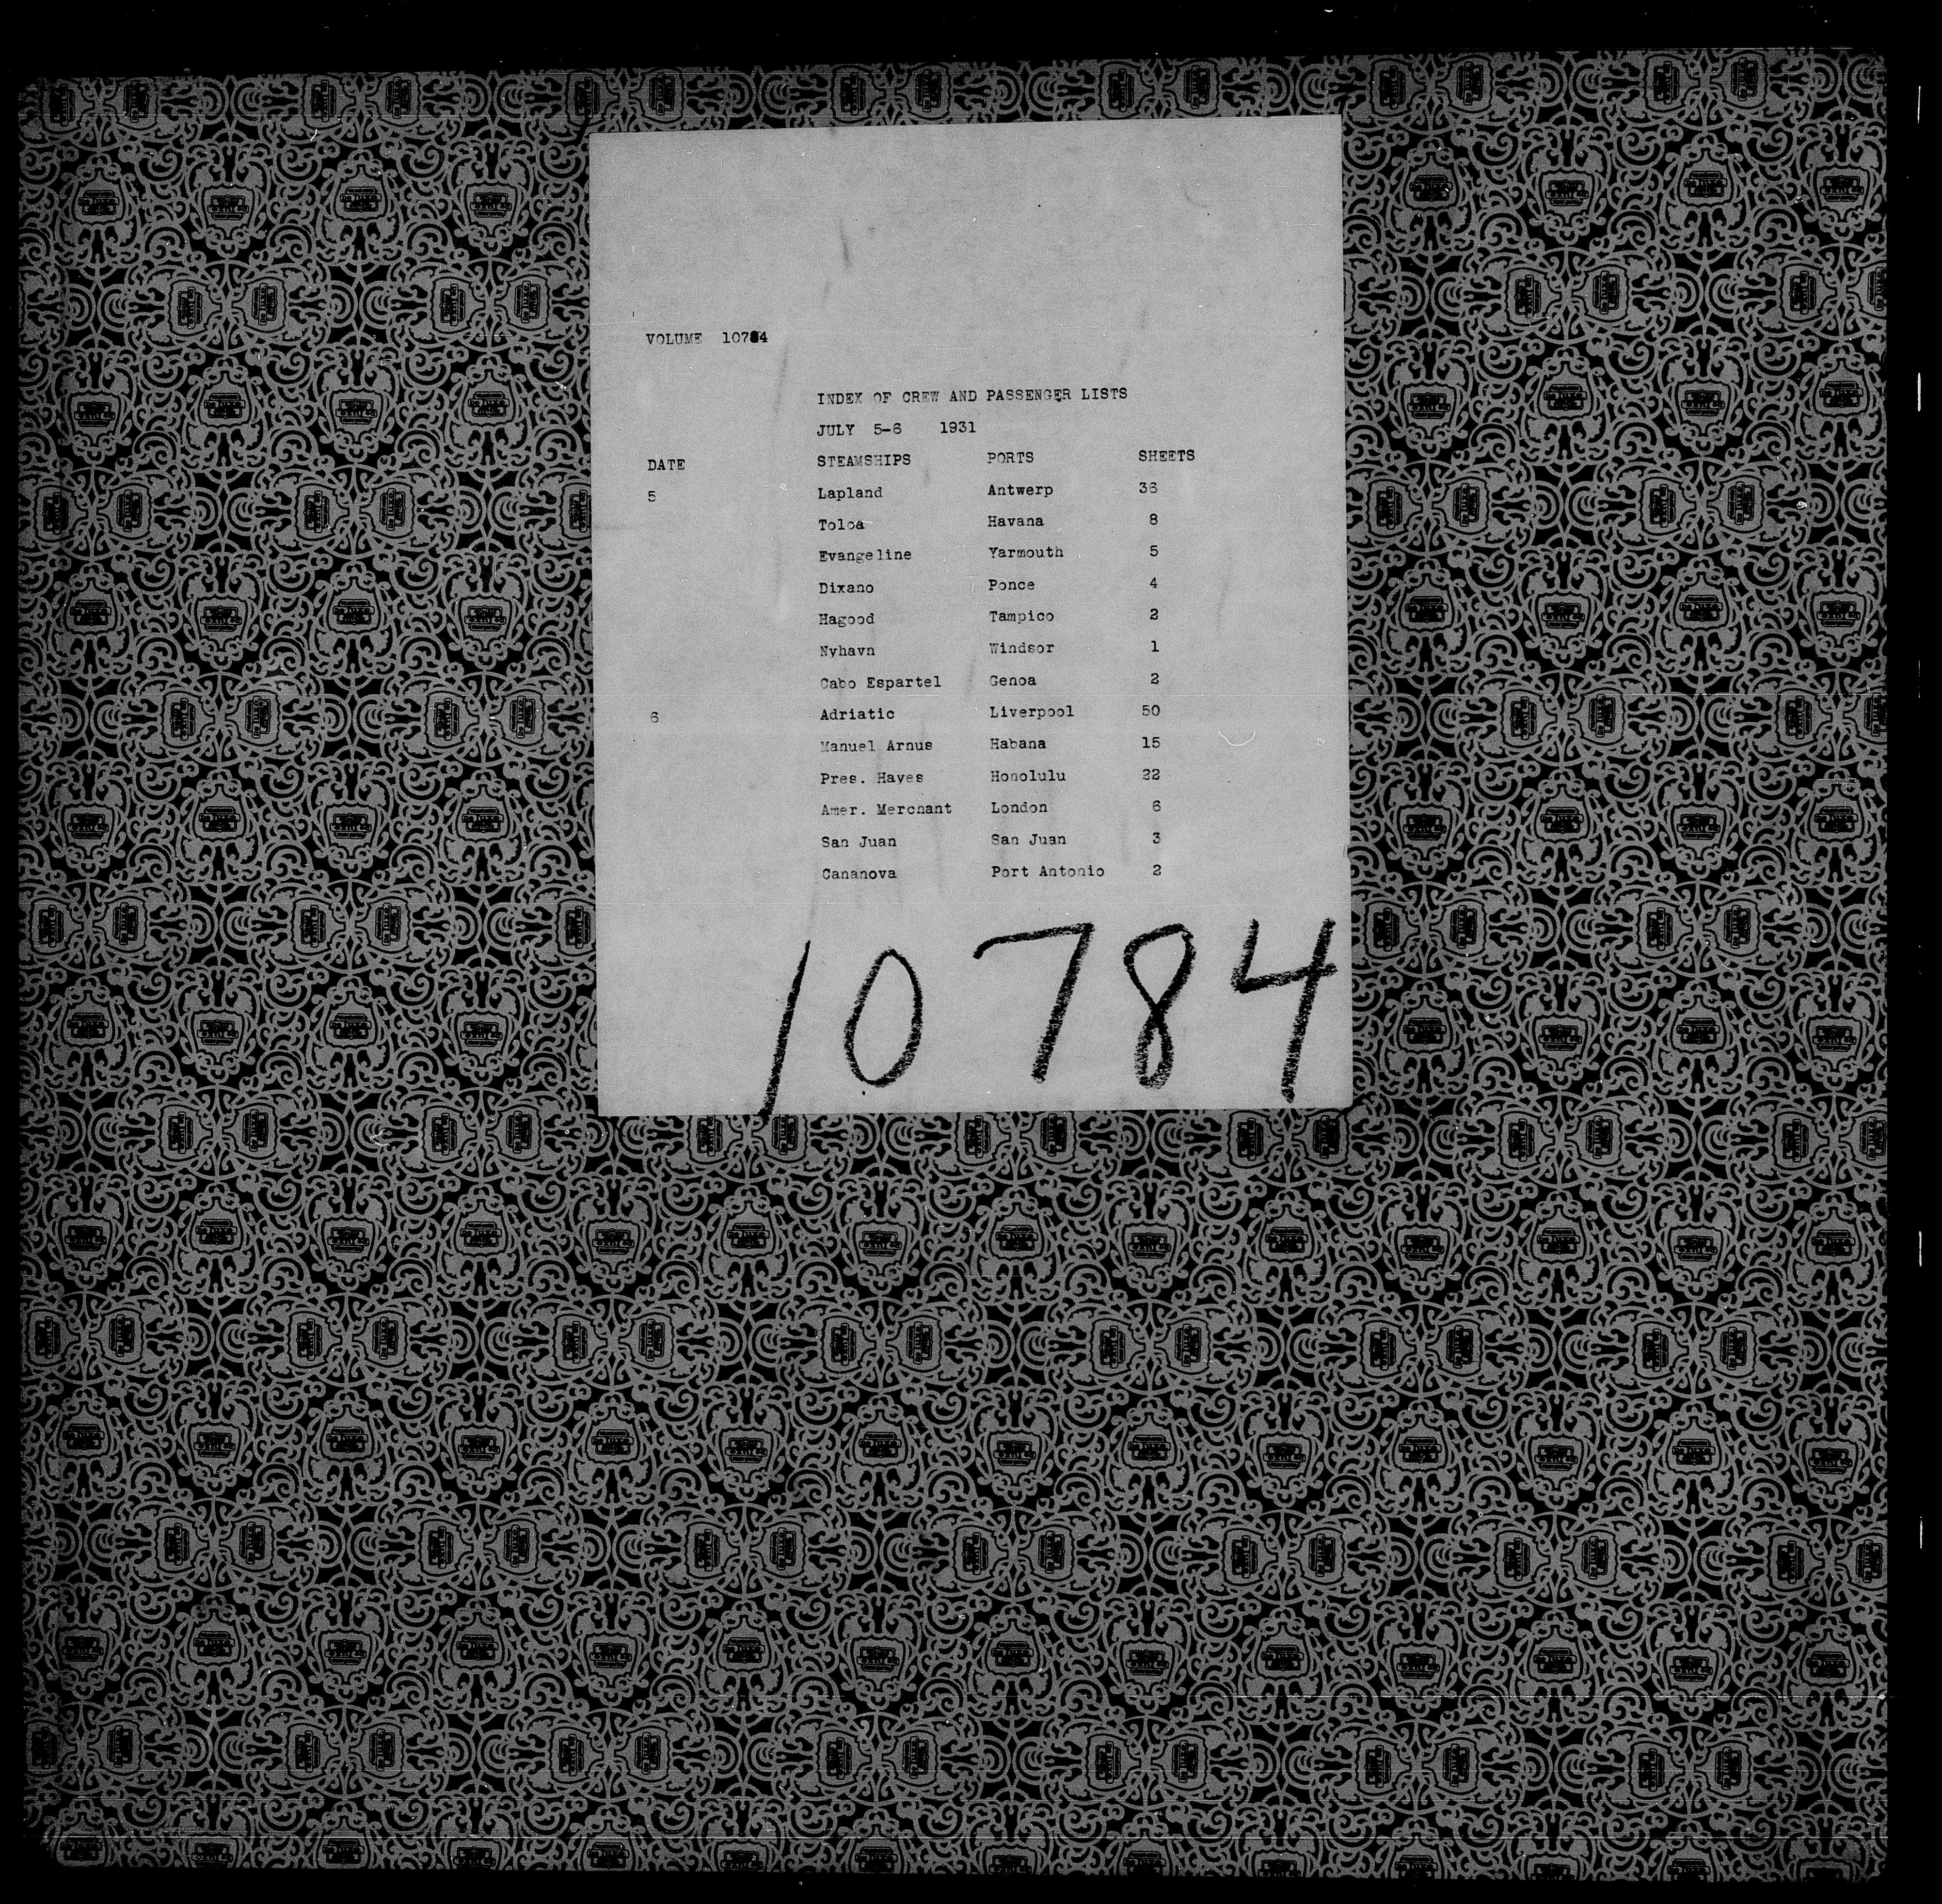 VOLUME 10784
INDEX OF CREW AND PASSENGER LISTS
JULY 5-6 1931
DATE STEAMSHIPS PORTS SHEETS
5 Lapland Antwerp 36
Toloa Havana 8
Evangeline Yarmouth 5
Dixano Ponce 4
Hagood Tampico 2
Nyhavn Windsor 1
Cabo Espartel Genoa 2
6 Adriatic Liverpool 50
Manuel Arnus Habana 15
Pres. Hayes Honolulu 22
Amer. Merchant London 6
San Juan San Juan 3
Cananova Port Antonio 2
10784